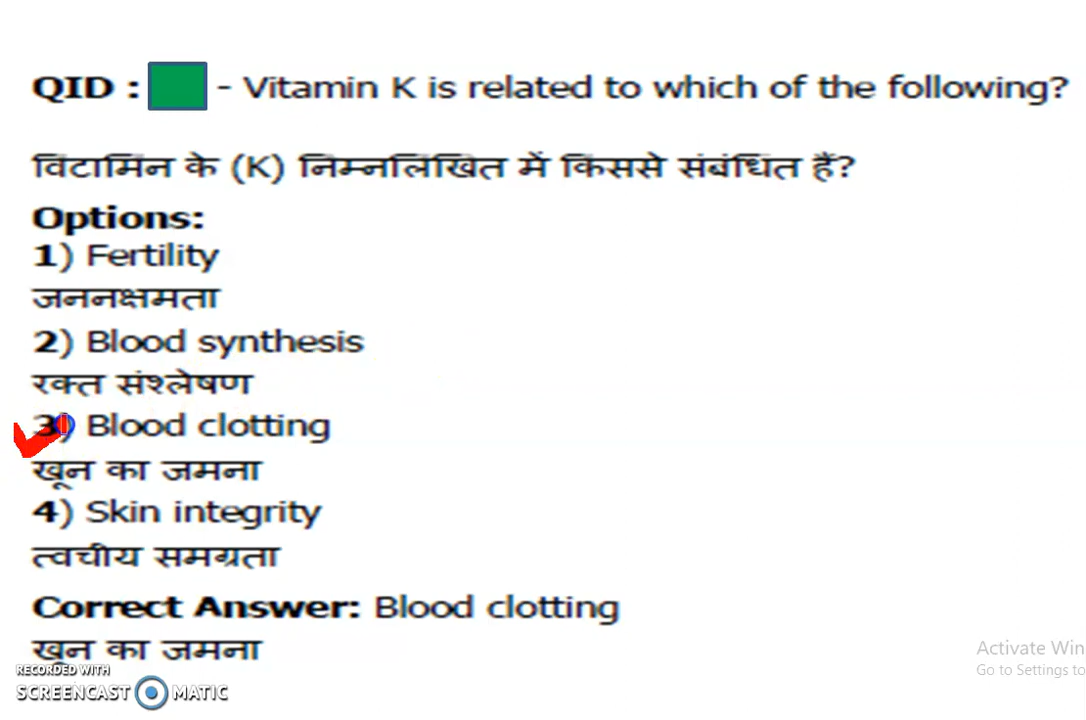 QID : - Vitamin K is related to which of the following?
विटामिन के (K) निम्नलिखित में किससे संबंधित हैं?
Options:
1) Fertility
जननक्षमता
2) Blood synthesis
रक्त संश्लेषण
3) Blood clotting
खून का जमना
4) Skin integrity
त्वचीय समग्रता
Correct Answer: Blood clotting
खून का जमना
RECORDED WITH
SCREENCAST MATIC
Activate Win
Go to Settings to